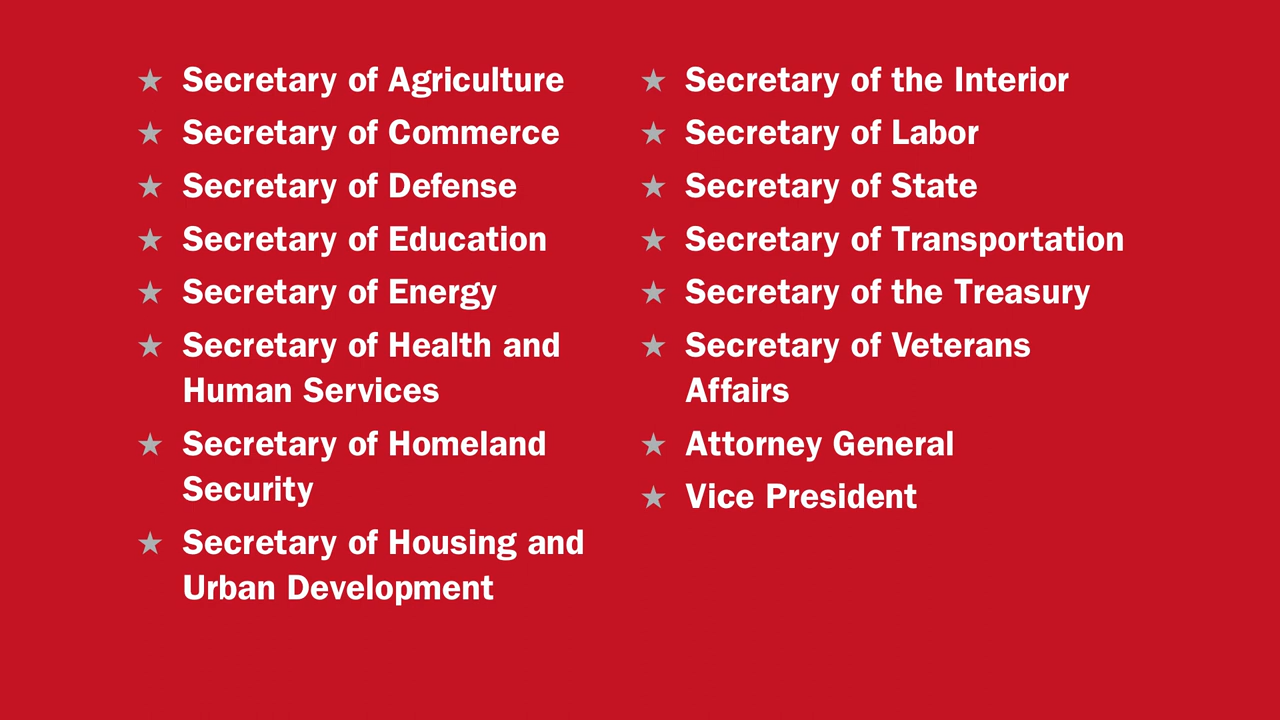 Secretary of Agriculture
Secretary of Commerce
Secretary of Defense
Secretary of Education
Secretary of Energy
Secretary of Health and
Human Services
Secretary of Homeland
Security
Secretary of Housing and
Urban Development
Secretary of the Interior
Secretary of Labor
Secretary of State
Secretary of Transportation
Secretary of the Treasury
Secretary of Veterans
Affairs
Attorney General
Vice President